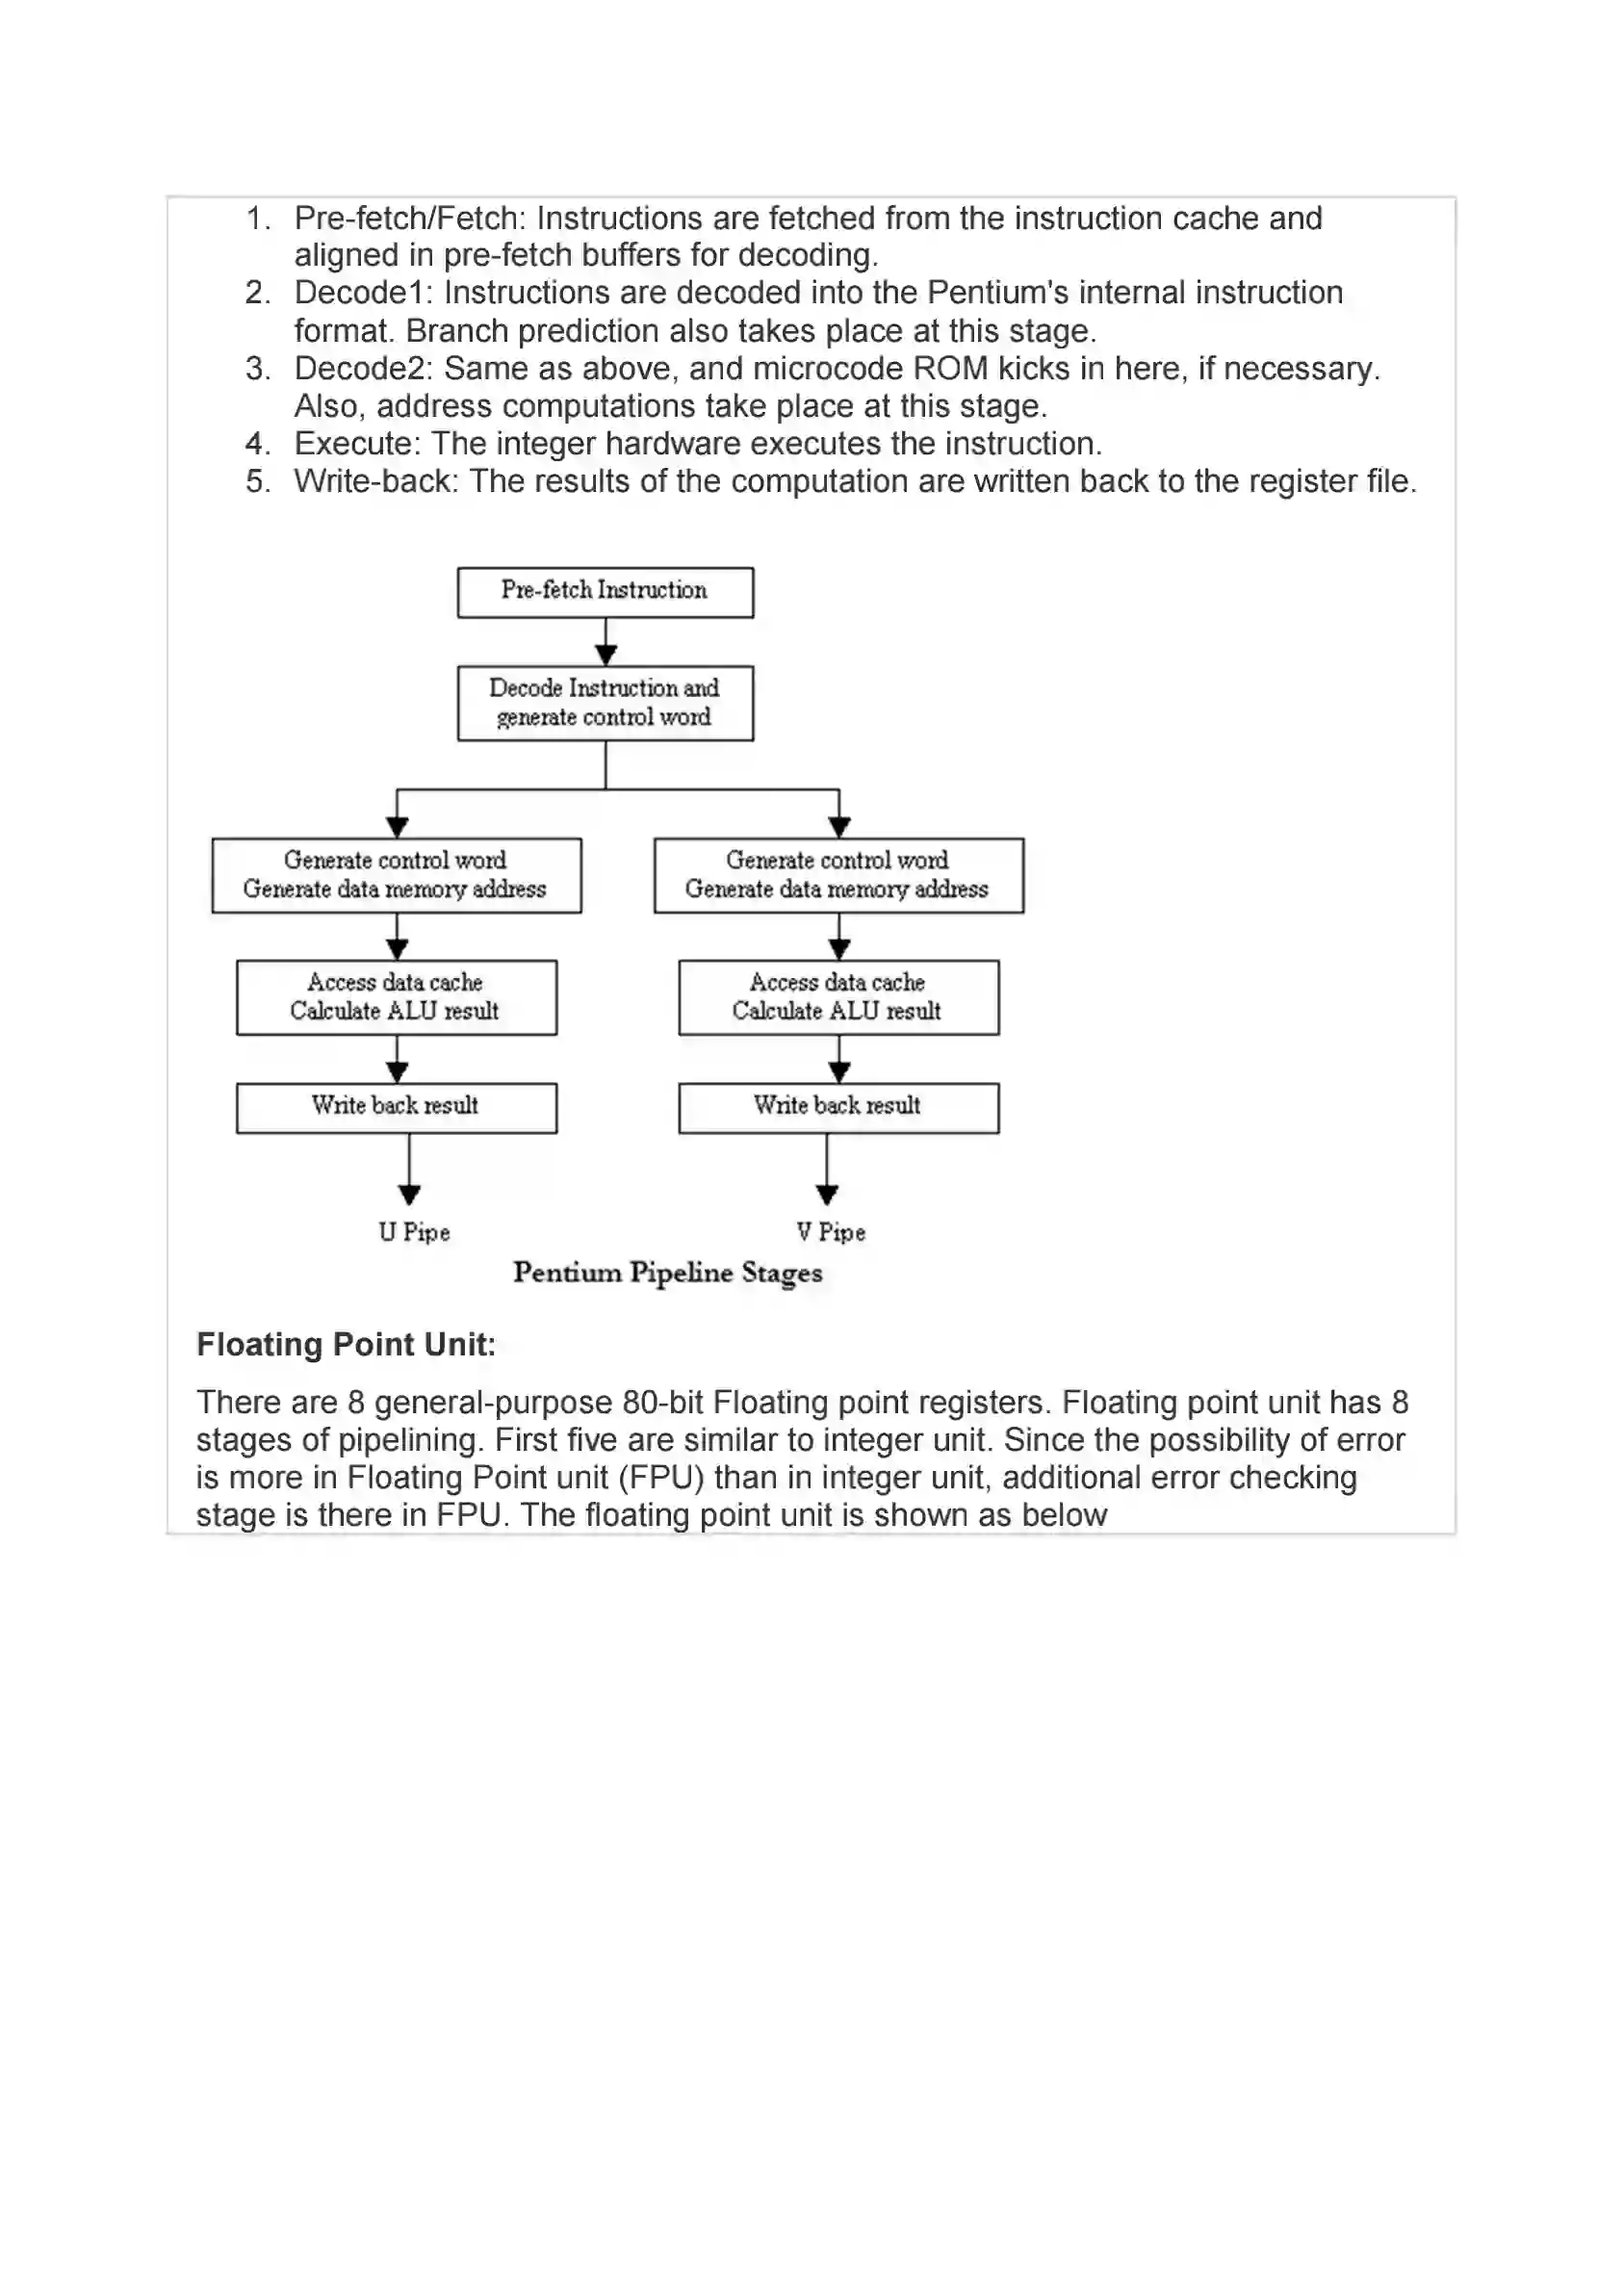 1. Pre-fetch/Fetch: Instructions are fetched from the instruction cache and
aligned in pre-fetch buffers for decoding.
2. Decode1: Instructions are decoded into the Pentium's internal instruction
format. Branch prediction also takes place at this stage.
3. Decode2: Same as above, and microcode ROM kicks in here, if necessary.
Also, address computations take place at this stage.
4. Execute: The integer hardware executes the instruction.
5. Write-back: The results of the computation are written back to the register file.
Pre-fetch Instruction
Decode Instruction and
generate control word
Generate control word
Generate data memory address
Generate control word
Generate data memory address
Access data cache
Calculate ALU result
Access data cache
Calculate ALU result
Write back result
Write back result
U Pipe
V Pipe
Pentium Pipeline Stages
Floating Point Unit:
There are 8 general-purpose 80-bit Floating point registers. Floating point unit has 8
stages of pipelining. First five are similar to integer unit. Since the possibility of error
is more in Floating Point unit (FPU) than in integer unit, additional error checking
stage is there in FPU. The floating point unit is shown as below